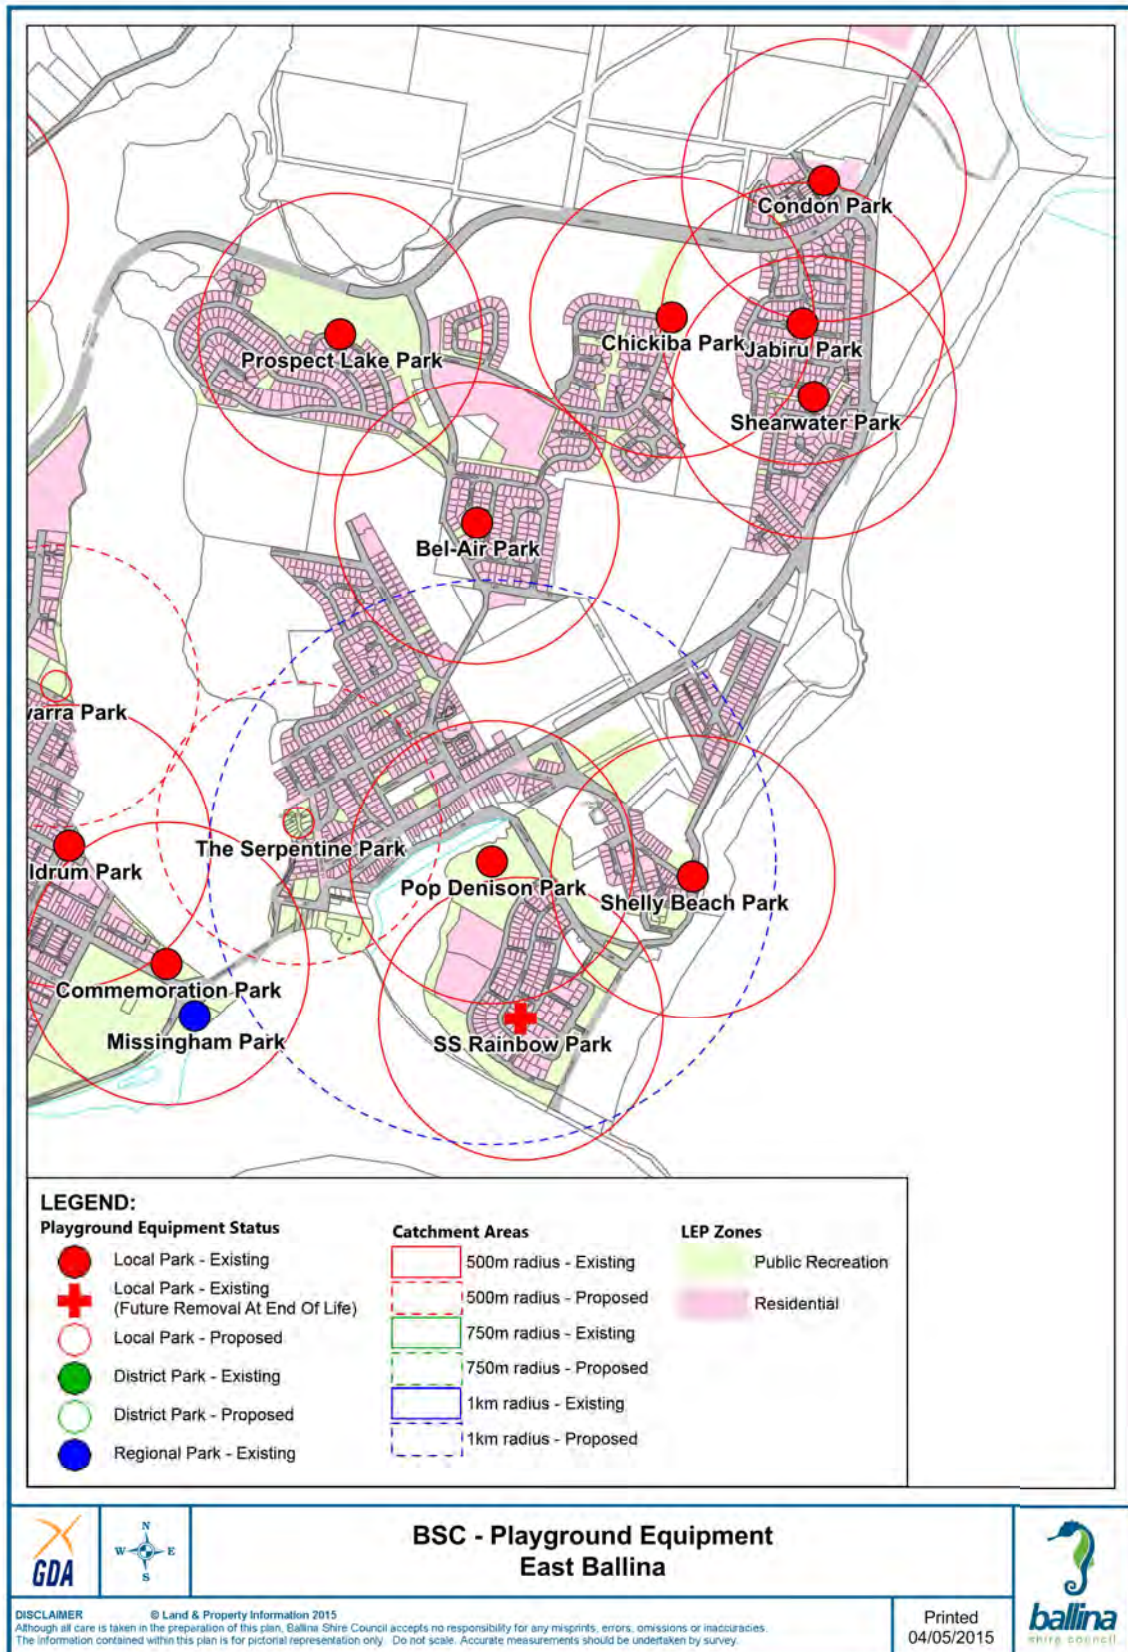 Condon Park
Chickiba Park
Jabiru Park
Prospect Lake Park
Shearwater Park
Bel-Air Park
varra Park
The Serpentine Park
ldrum Park
Pop Denison Park
Shelly Beach Park
Commemoration Park
Missingham Park
SS Rainbow Park
LEGEND:
Playground Equipment Status
Local Park - Existing
Local Park - Existing
(Future Removal At End Of Life)
Local Park - Proposed
District Park - Existing
District Park - Proposed
Regional Park - Existing
Catchment Areas
500m radius - Existing
500m radius - Proposed
750m radius - Existing
750m radius - Proposed
1km radius - Existing
1km radius - Proposed
LEP Zones
Public Recreation
Residential
GDA
N
W E
S
BSC - Playground Equipment
East Ballina
ballina
shire council
DISCLAIMER © Land & Property Information 2015
Although all care is taken in the preparation of this plan, Ballina Shire Council accepts no responsibility for any misprints, errors, omissions or inaccuracies.
The information contained within this plan is for pictorial representation only. Do not scale. Accurate measurements should be undertaken by survey.
Printed
04/05/2015